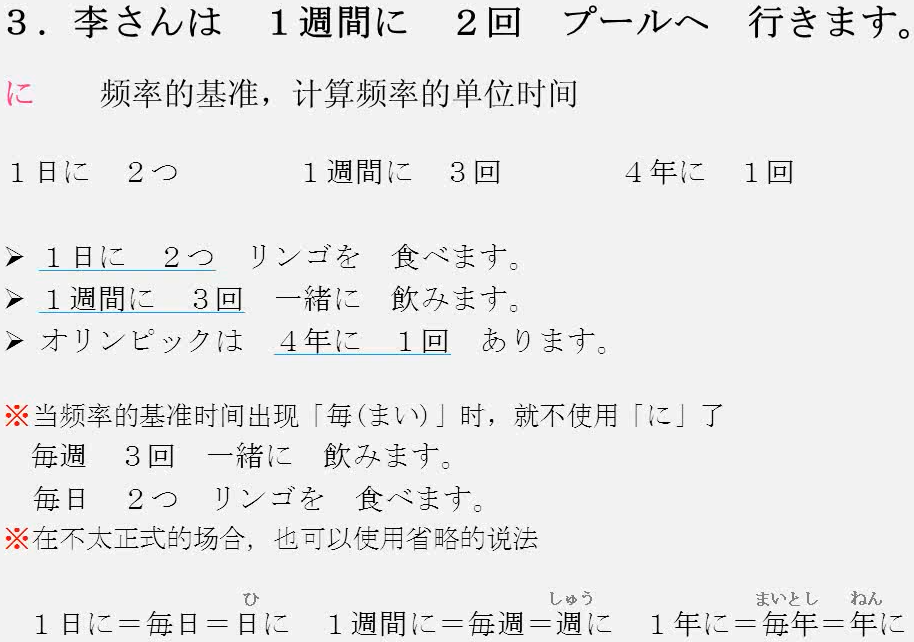 ３．李さんは　１週間に　２回　プールへ　行きます。
に　　频率的基准，计算频率的单位时间
１日に　２つ　　　　１週間に　３回　　　　４年に　１回
➢ １日に　２つ　リンゴを　食べます。
➢ １週間に　３回　一緒に　飲みます。
➢ オリンピックは　４年に　１回　あります。
※当频率的基准时间出现「毎(まい)」时，就不使用「に」了
毎週　３回　一緒に　飲みます。
毎日　２つ　リンゴを　食べます。
※在不太正式的场合，也可以使用省略的说法
ひ　しゅう　まいとし　ねん
１日に＝毎日＝日に　１週間に＝毎週＝週に　１年に＝毎年＝年に